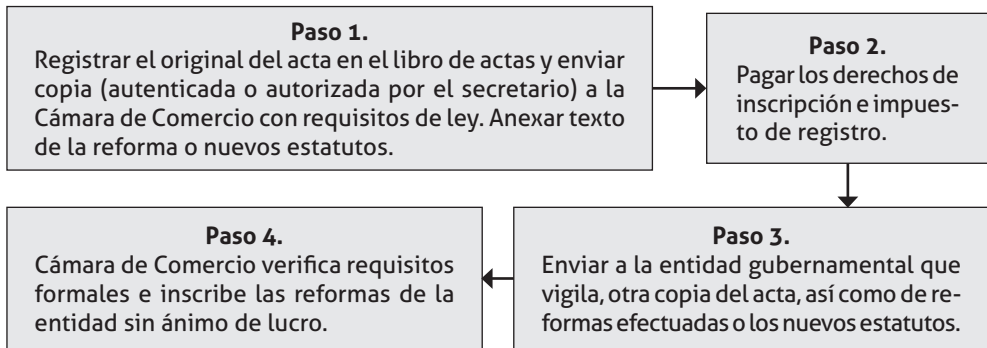 Paso 1.
Registrar el original del acta en el libro de actas y enviar
copia (autenticada o autorizada por el secretario) a la
Cámara de Comercio con requisitos de ley. Anexar texto
de la reforma o nuevos estatutos.
Paso 2.
Pagar los derechos de
inscripción e impues-
to de registro.
Paso 3.
Enviar a la entidad gubernamental que
vigila, otra copia del acta, así como de re-
formas efectuadas o los nuevos estatutos.
Paso 4.
Cámara de Comercio verifica requisitos
formales e inscribe las reformas de la
entidad sin ánimo de lucro.